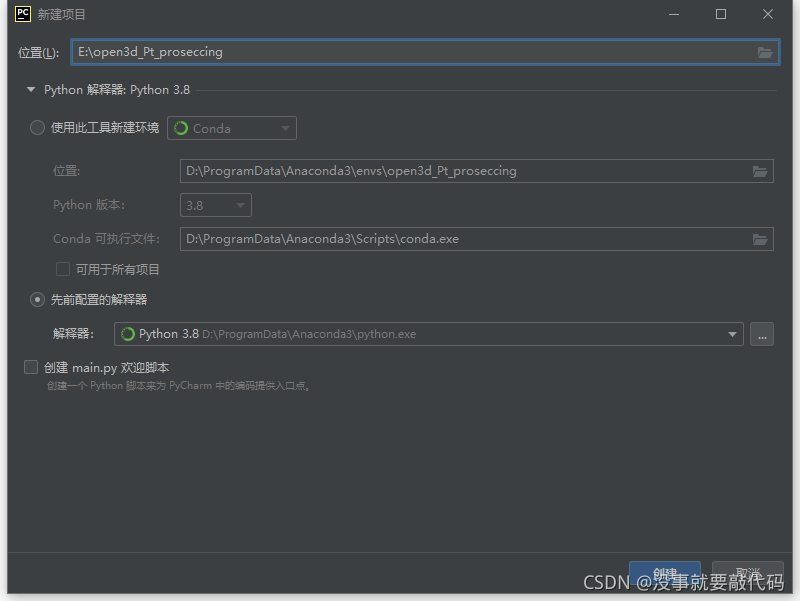 PC 新建项目
位置(L): E:\open3d_Pt_proseccing
Python 解释器: Python 3.8
使用此工具新建环境 Conda
位置: D:\ProgramData\Anaconda3\envs\open3d_Pt_proseccing
Python 版本: 3.8
Conda 可执行文件: D:\ProgramData\Anaconda3\Scripts\conda.exe
可用于所有项目
先前配置的解释器
解释器: Python 3.8 D:\ProgramData\Anaconda3\python.exe ...
创建 main.py 欢迎脚本
创建一个 Python 脚本来为 PyCharm 中的编码提供入口点。
创建 取消
CSDN @没事就要敲代码